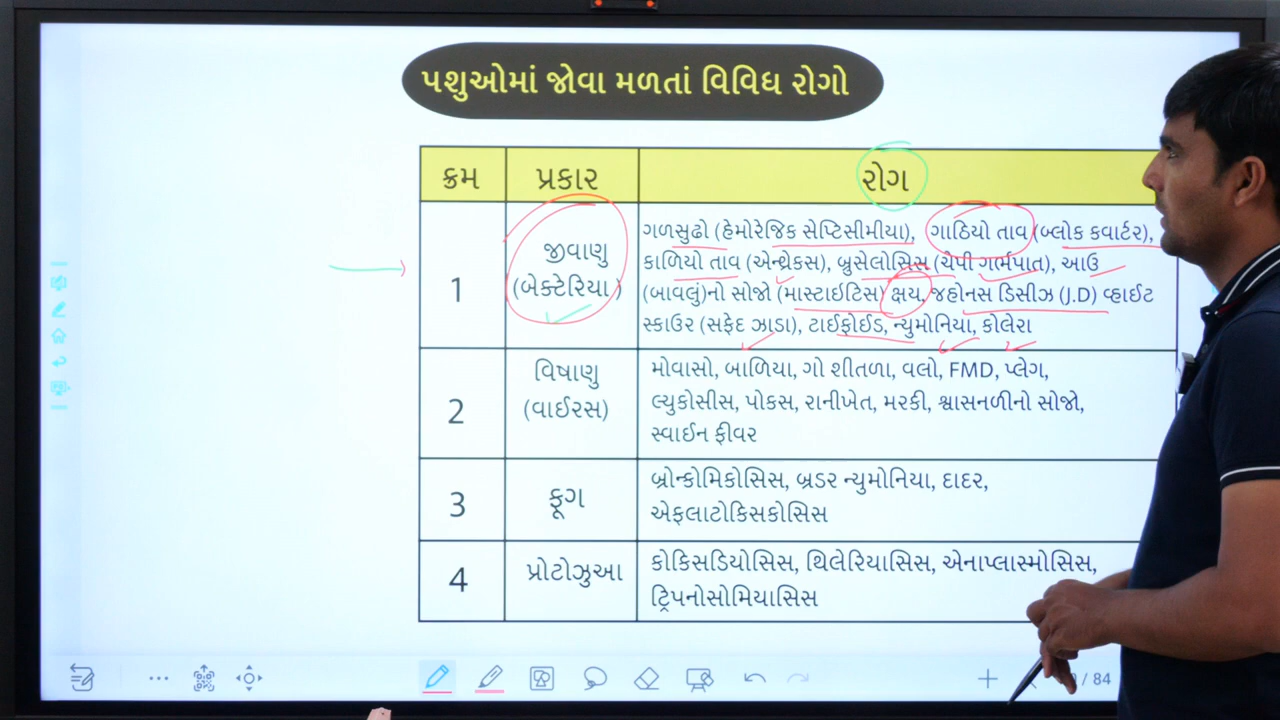 પશુઓમાં જોવા મળતાં વિવિધ રોગો
ક્રમ પ્રકાર રોગ
1 જીવાણુ (બેક્ટેરિયા) ગળસુઢો (હેમોરેજિક સેપ્ટિસીમીયા), ગાઠિયો તાવ (બ્લોક કવાર્ટર),
કાળિયો તાવ (એન્થ્રેકસ), બ્રુસેલોસિસ (ચેપી ગર્ભપાત), આઉ
(બાવલું)નો સોજો (માસ્ટાઇટિસ) ક્ષય, જહોનસ ડિસીઝ (J.D) વ્હાઈટ
સ્કાઉર (સફેદ ઝાડા), ટાઈફોઈડ, ન્યુમોનિયા, કોલેરા
2 વિષાણુ (વાઈરસ) મોવાસો, બાળિયા, ગો શીતળા, વલો, FMD, પ્લેગ,
લ્યુકોસીસ, પોકસ, રાનીખેત, મરકી, શ્વાસનળીનો સોજો,
સ્વાઈન ફીવર
3 ફૂગ બ્રોન્કોમિકોસિસ, બ્રડર ન્યુમોનિયા, દાદર,
એફલાટોકિસકોસિસ
4 પ્રોટોઝુઆ કોકિસડિયોસિસ, થિલેરિયાસિસ, એનાપ્લાસ્મોસિસ,
ટ્રિપનોસોમિયાસિસ
/ 84